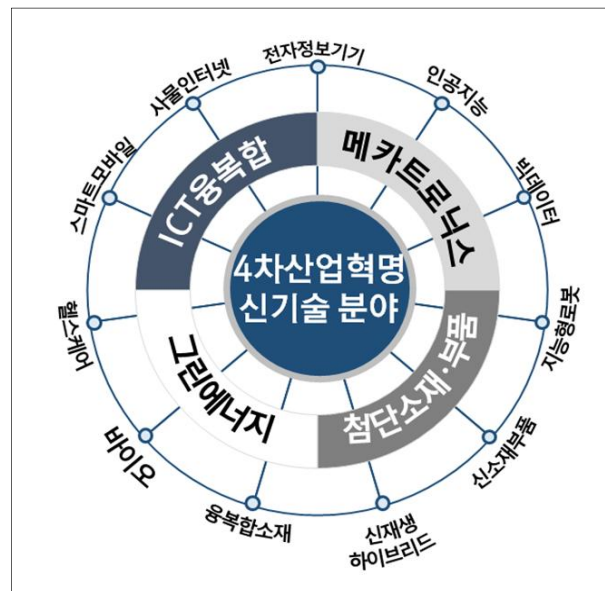 전자정보기기
인공지능
빅데이터
지능형로봇
신소재부품
신재생
하이브리드
융복합소재
바이오
헬스케어
스마트모바일
사물인터넷
ICT융복합
메카트로닉스
첨단소재·부품
그린에너지
4차산업혁명
신기술 분야